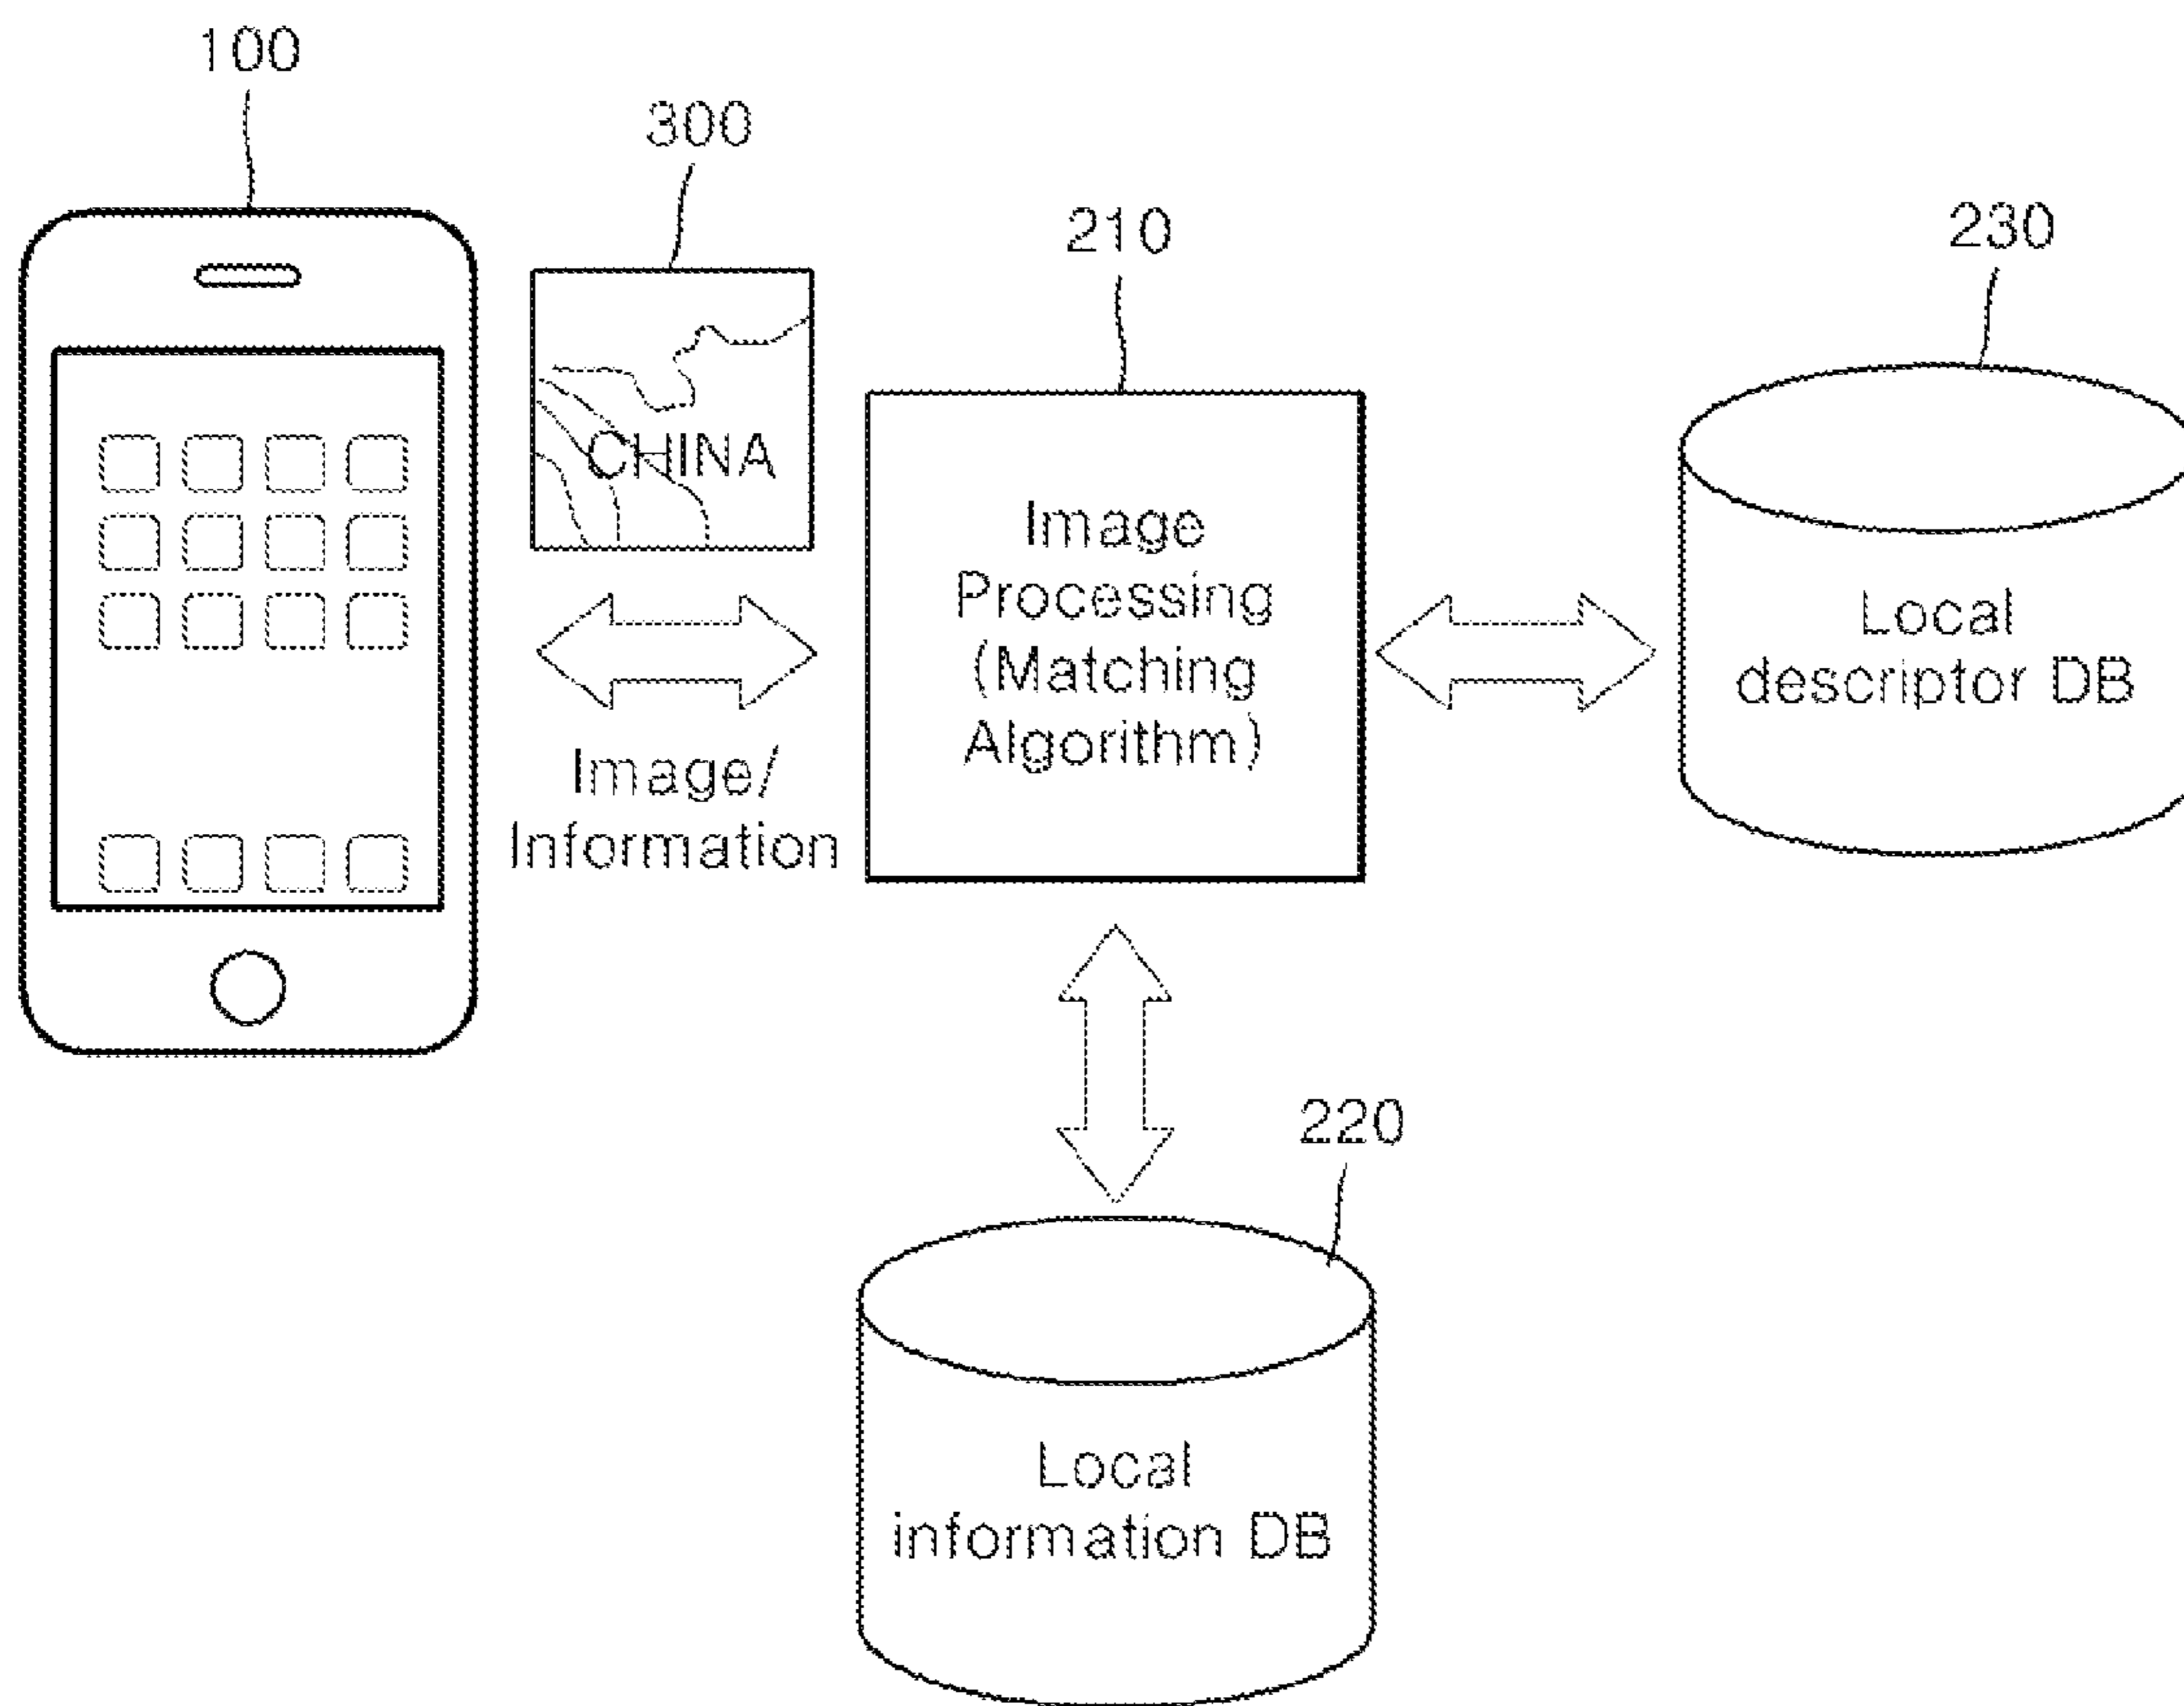 100
300
210
230
CHINA
Image
Processing
(Matching
Algorithm)
Local
descriptor DB
Image/
Information
220
Local
information DB